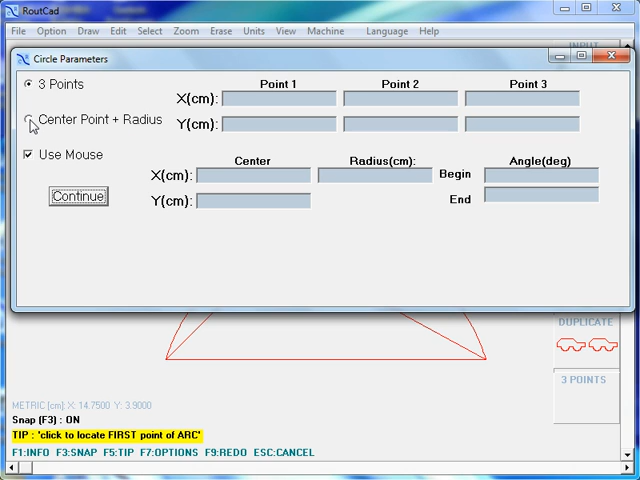 RoutCad
File Option Draw Edit Select Zoom Erase Units View Machine Language Help
INPUT
Circle Parameters
3 Points
Point 1 Point 2 Point 3
X(cm):
Center Point + Radius
Y(cm):
Use Mouse
Center Radius(cm): Angle(deg)
X(cm): Begin
Continue
Y(cm): End
DUPLICATE
3 POINTS
METRIC (cm): X: 14.7500 Y: 3.9000
Snap (F3) : ON
TIP : 'click to locate FIRST point of ARC'
F1:INFO F3:SNAP F5:TIP F7:OPTIONS F9:REDO ESC:CANCEL